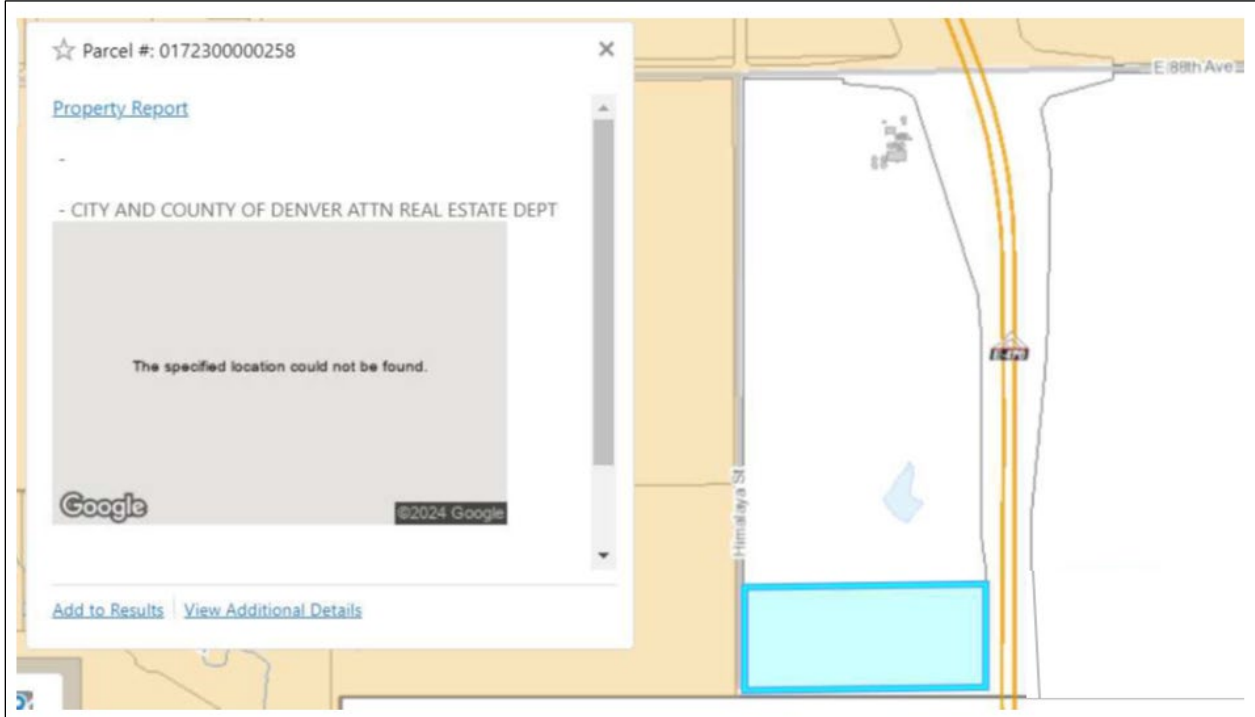 Parcel #: 0172300000258
Property Report
-
- CITY AND COUNTY OF DENVER ATTN REAL ESTATE DEPT
The specified location could not be found.
Google
©2024 Google
Add to Results
View Additional Details
E 88th Ave
E-470
Himalaya St